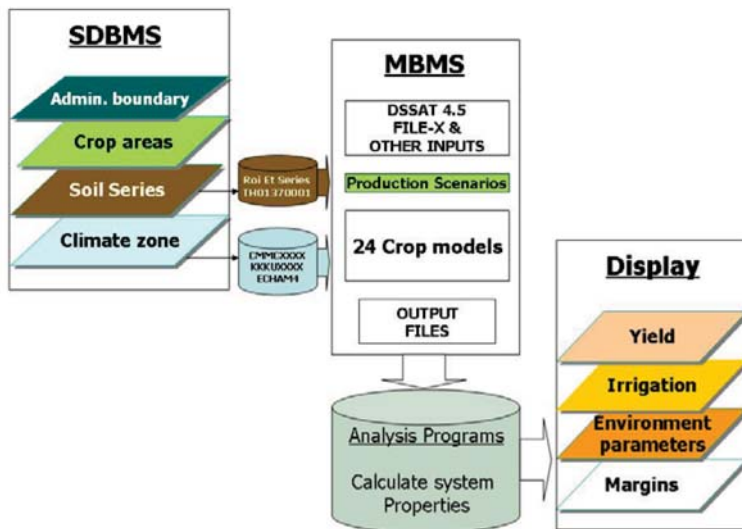 SDBMS
Admin. boundary
Crop areas
Soil Series
Climate zone
Roi Et Series
TH01370001
CMMCXXXX
KKKUXXXX
ECHAM4
MBMS
DSSAT 4.5
FILE-X &
OTHER INPUTS
Production Scenarios
24 Crop models
OUTPUT
FILES
Analysis Programs
Calculate system
Properties
Display
Yield
Irrigation
Environment
parameters
Margins